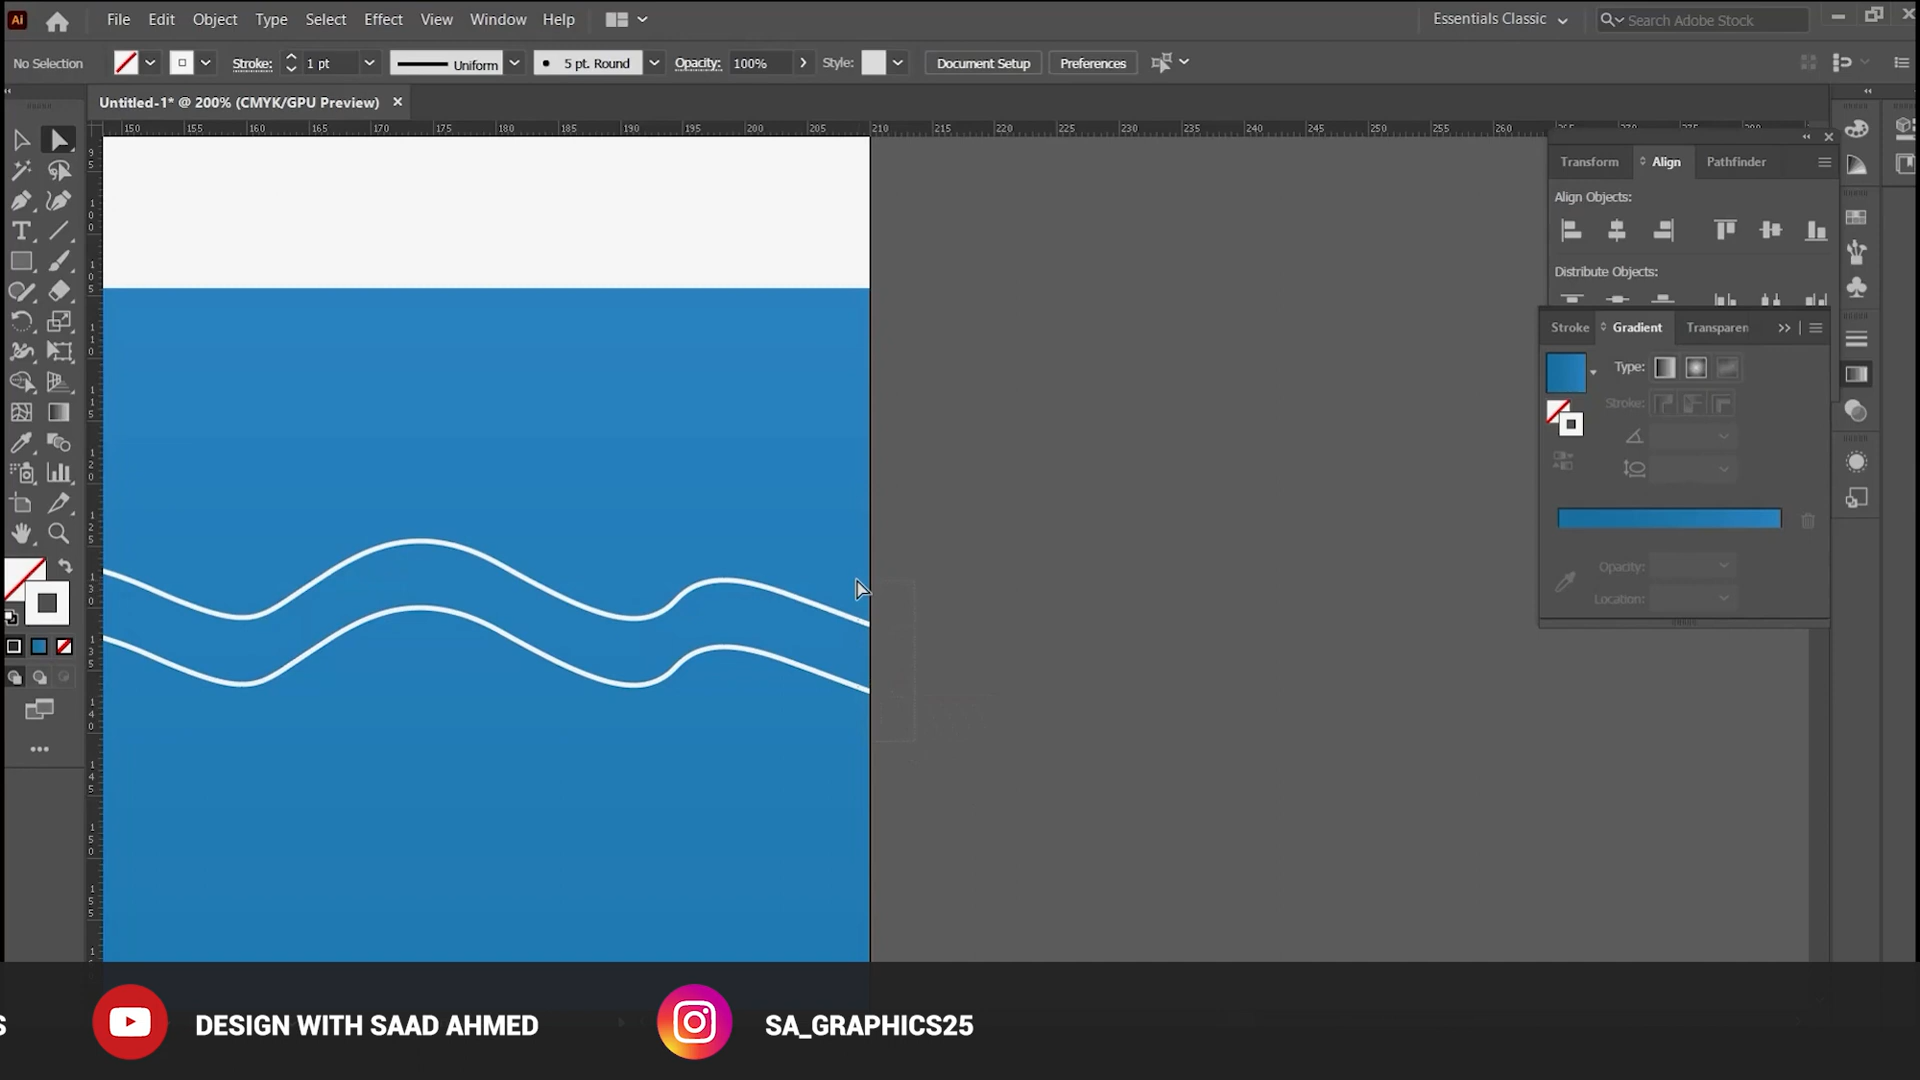 Ai File Edit Object Type Select Effect View Window Help Essentials Classic Search Adobe Stock
No Selection Stroke: 1 pt Uniform 5 pt. Round Opacity: 100% Style: Document Setup Preferences
Untitled-1* @ 200% (CMYK/GPU Preview)
150 155 160 165 170 175 180 185 190 195 200 205 210 215 220 225 230 235 240 245 250 255 260
Transform Align Pathfinder
Align Objects:
Distribute Objects:
Stroke Gradient Transparen
Type:
Stroke:
Opacity:
Location:
DESIGN WITH SAAD AHMED
SA_GRAPHICS25